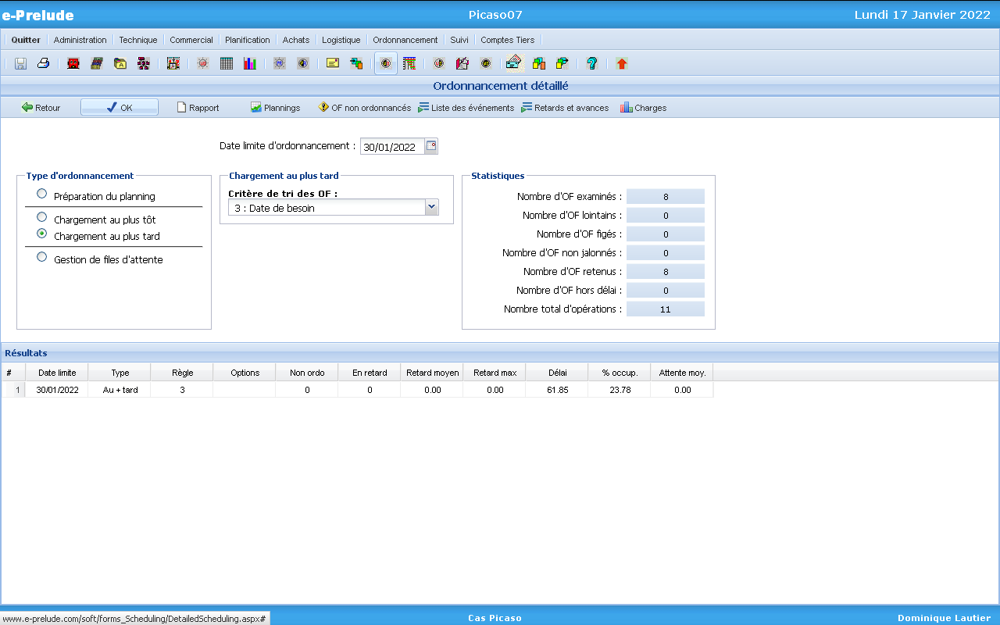 e-Prelude Picaso07 Lundi 17 Janvier 2022
Quitter Administration Technique Commercial Planification Achats Logistique Ordonnancement Suivi Comptes Tiers
Ordonnancement détaillé
Retour OK Rapport Plannings OF non ordonnancés Liste des événements Retards et avances Charges
Date limite d'ordonnancement : 30/01/2022
Type d'ordonnancement
Préparation du planning
Chargement au plus tôt
Chargement au plus tard
Gestion de files d'attente
Chargement au plus tard
Critère de tri des OF :
3 : Date de besoin
Statistiques
Nombre d'OF examinés : 8
Nombre d'OF lointains : 0
Nombre d'OF figés : 0
Nombre d'OF non jalonnés : 0
Nombre d'OF retenus : 8
Nombre d'OF hors délai : 0
Nombre total d'opérations : 11
Résultats
# Date limite Type Règle Options Non ordo En retard Retard moyen Retard max Délai % occup. Attente moy.
1 30/01/2022 Au + tard 3 0 0 0.00 0.00 61.85 23.78 0.00
www.e-prelude.com/soft/forms_Scheduling/DetailedScheduling.aspx# Cas Picaso Dominique Lautier